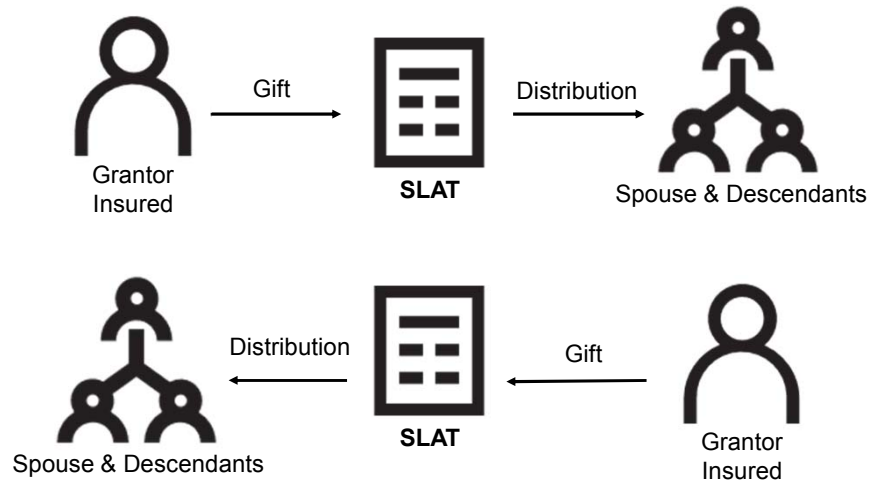 Gift
Distribution
Grantor
Insured
SLAT
Spouse & Descendants
Distribution
Gift
SLAT
Spouse & Descendants
Grantor
Insured